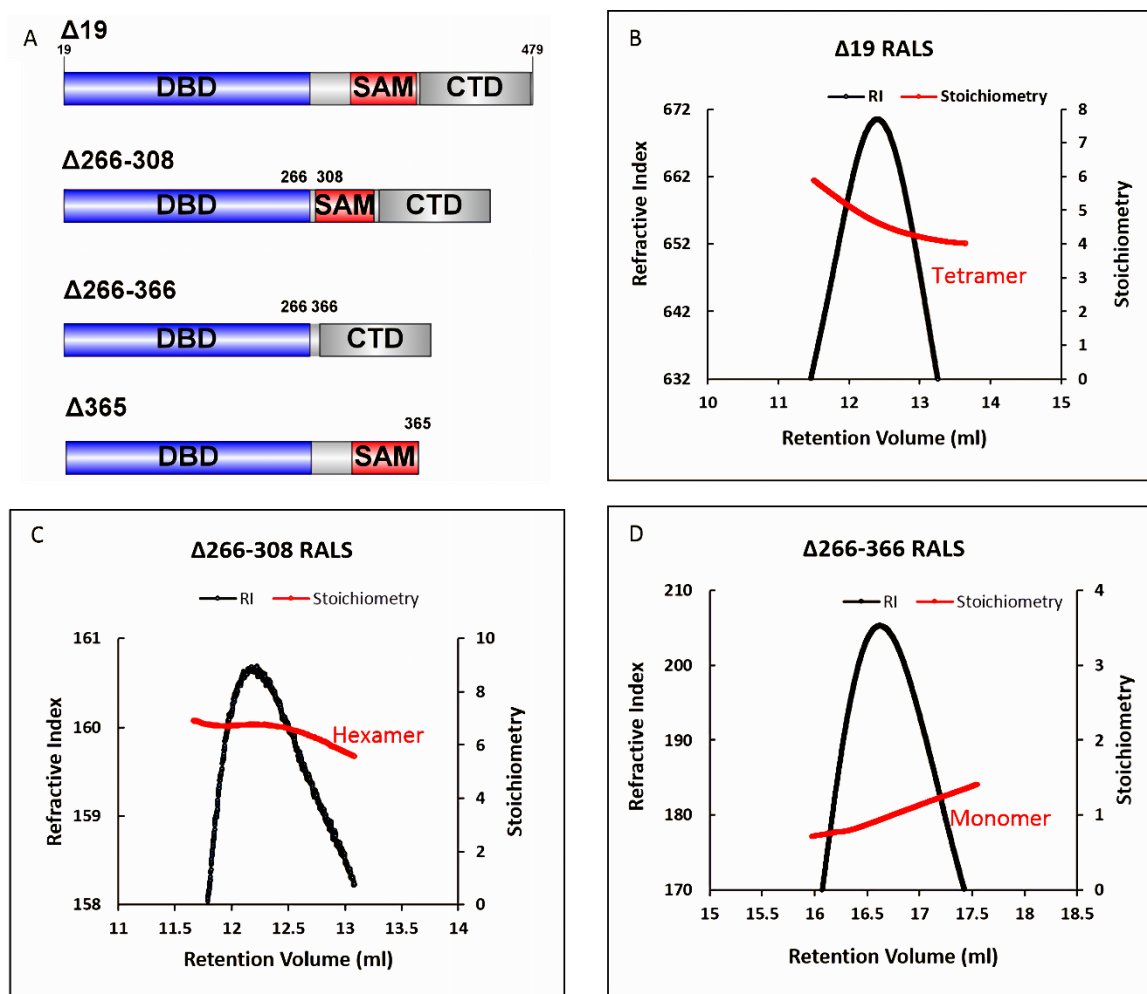 A
Δ19
19
479
DBD
SAM
CTD
Δ266-308
266 308
DBD
SAM
CTD
Δ266-366
266 366
DBD
CTD
Δ365
365
DBD
SAM
B
Δ19 RALS
RI
Stoichiometry
672
662
652
642
632
Refractive Index
8
7
6
5
4
3
2
1
0
Stoichiometry
Tetramer
10
11
12
13
14
15
Retention Volume (ml)
C
Δ266-308 RALS
RI
Stoichiometry
161
160
159
158
Refractive Index
10
8
6
4
2
0
Stoichiometry
Hexamer
11
11.5
12
12.5
13
13.5
14
Retention Volume (ml)
D
Δ266-366 RALS
RI
Stoichiometry
210
200
190
180
170
Refractive Index
4
3
2
1
0
Stoichiometry
Monomer
15
15.5
16
16.5
17
17.5
18
18.5
Retention Volume (ml)